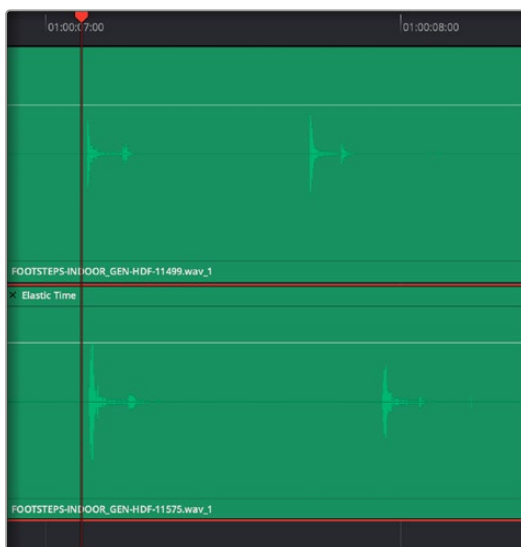 01:00:07:00
01:00:08:00
FOOTSTEPS-INDOOR_GEN-HDF-11499.wav_1
× Elastic Time
FOOTSTEPS-INDOOR_GEN-HDF-11575.wav_1